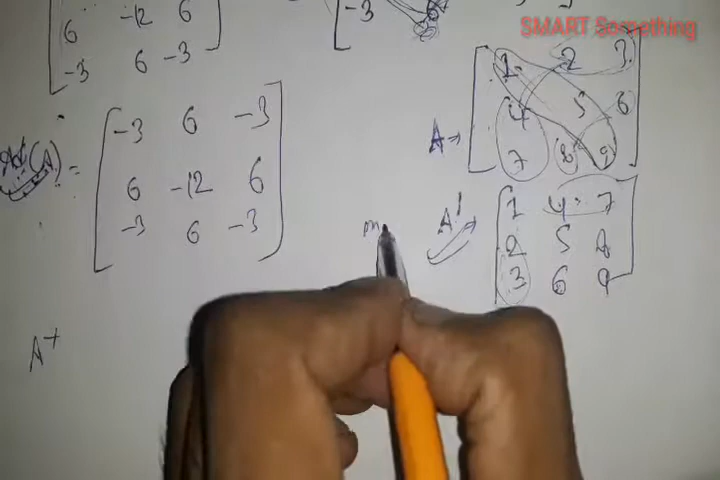 SMART Something
6 -12 6
-3 6 -3
-3
A → 1 2 3
4 5 6
7 8 9
Adj (A) = -3 6 -3
6 -12 6
-3 6 -3
A' → 1 4 7
2 5 8
3 6 9
m
A+